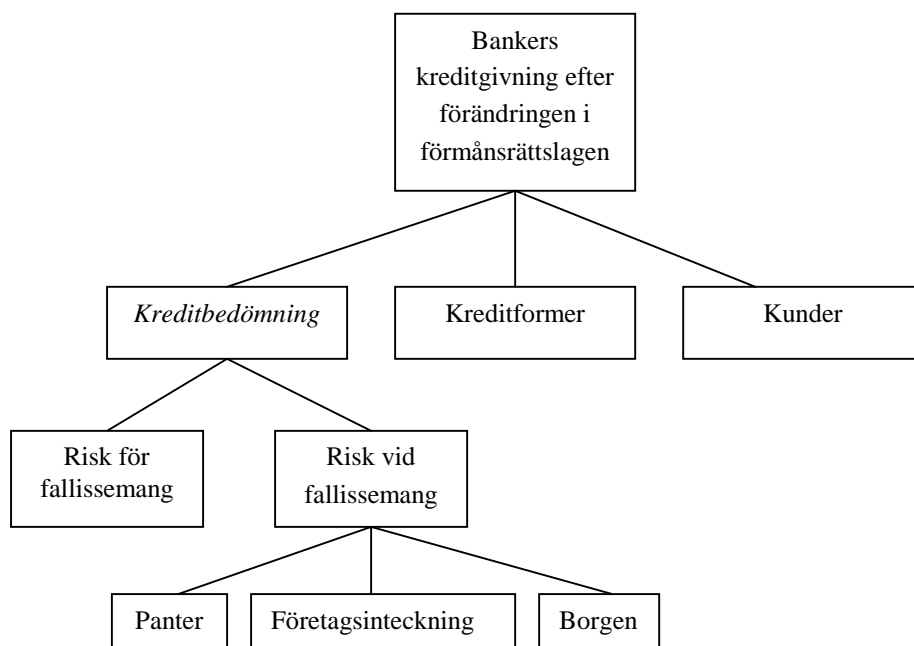 Bankers
kreditgivning efter
förändringen i
förmånsrättslagen
Kreditbedömning
Kreditformer
Kunder
Risk för
fallissemang
Risk vid
fallissemang
Panter
Företagsinteckning
Borgen